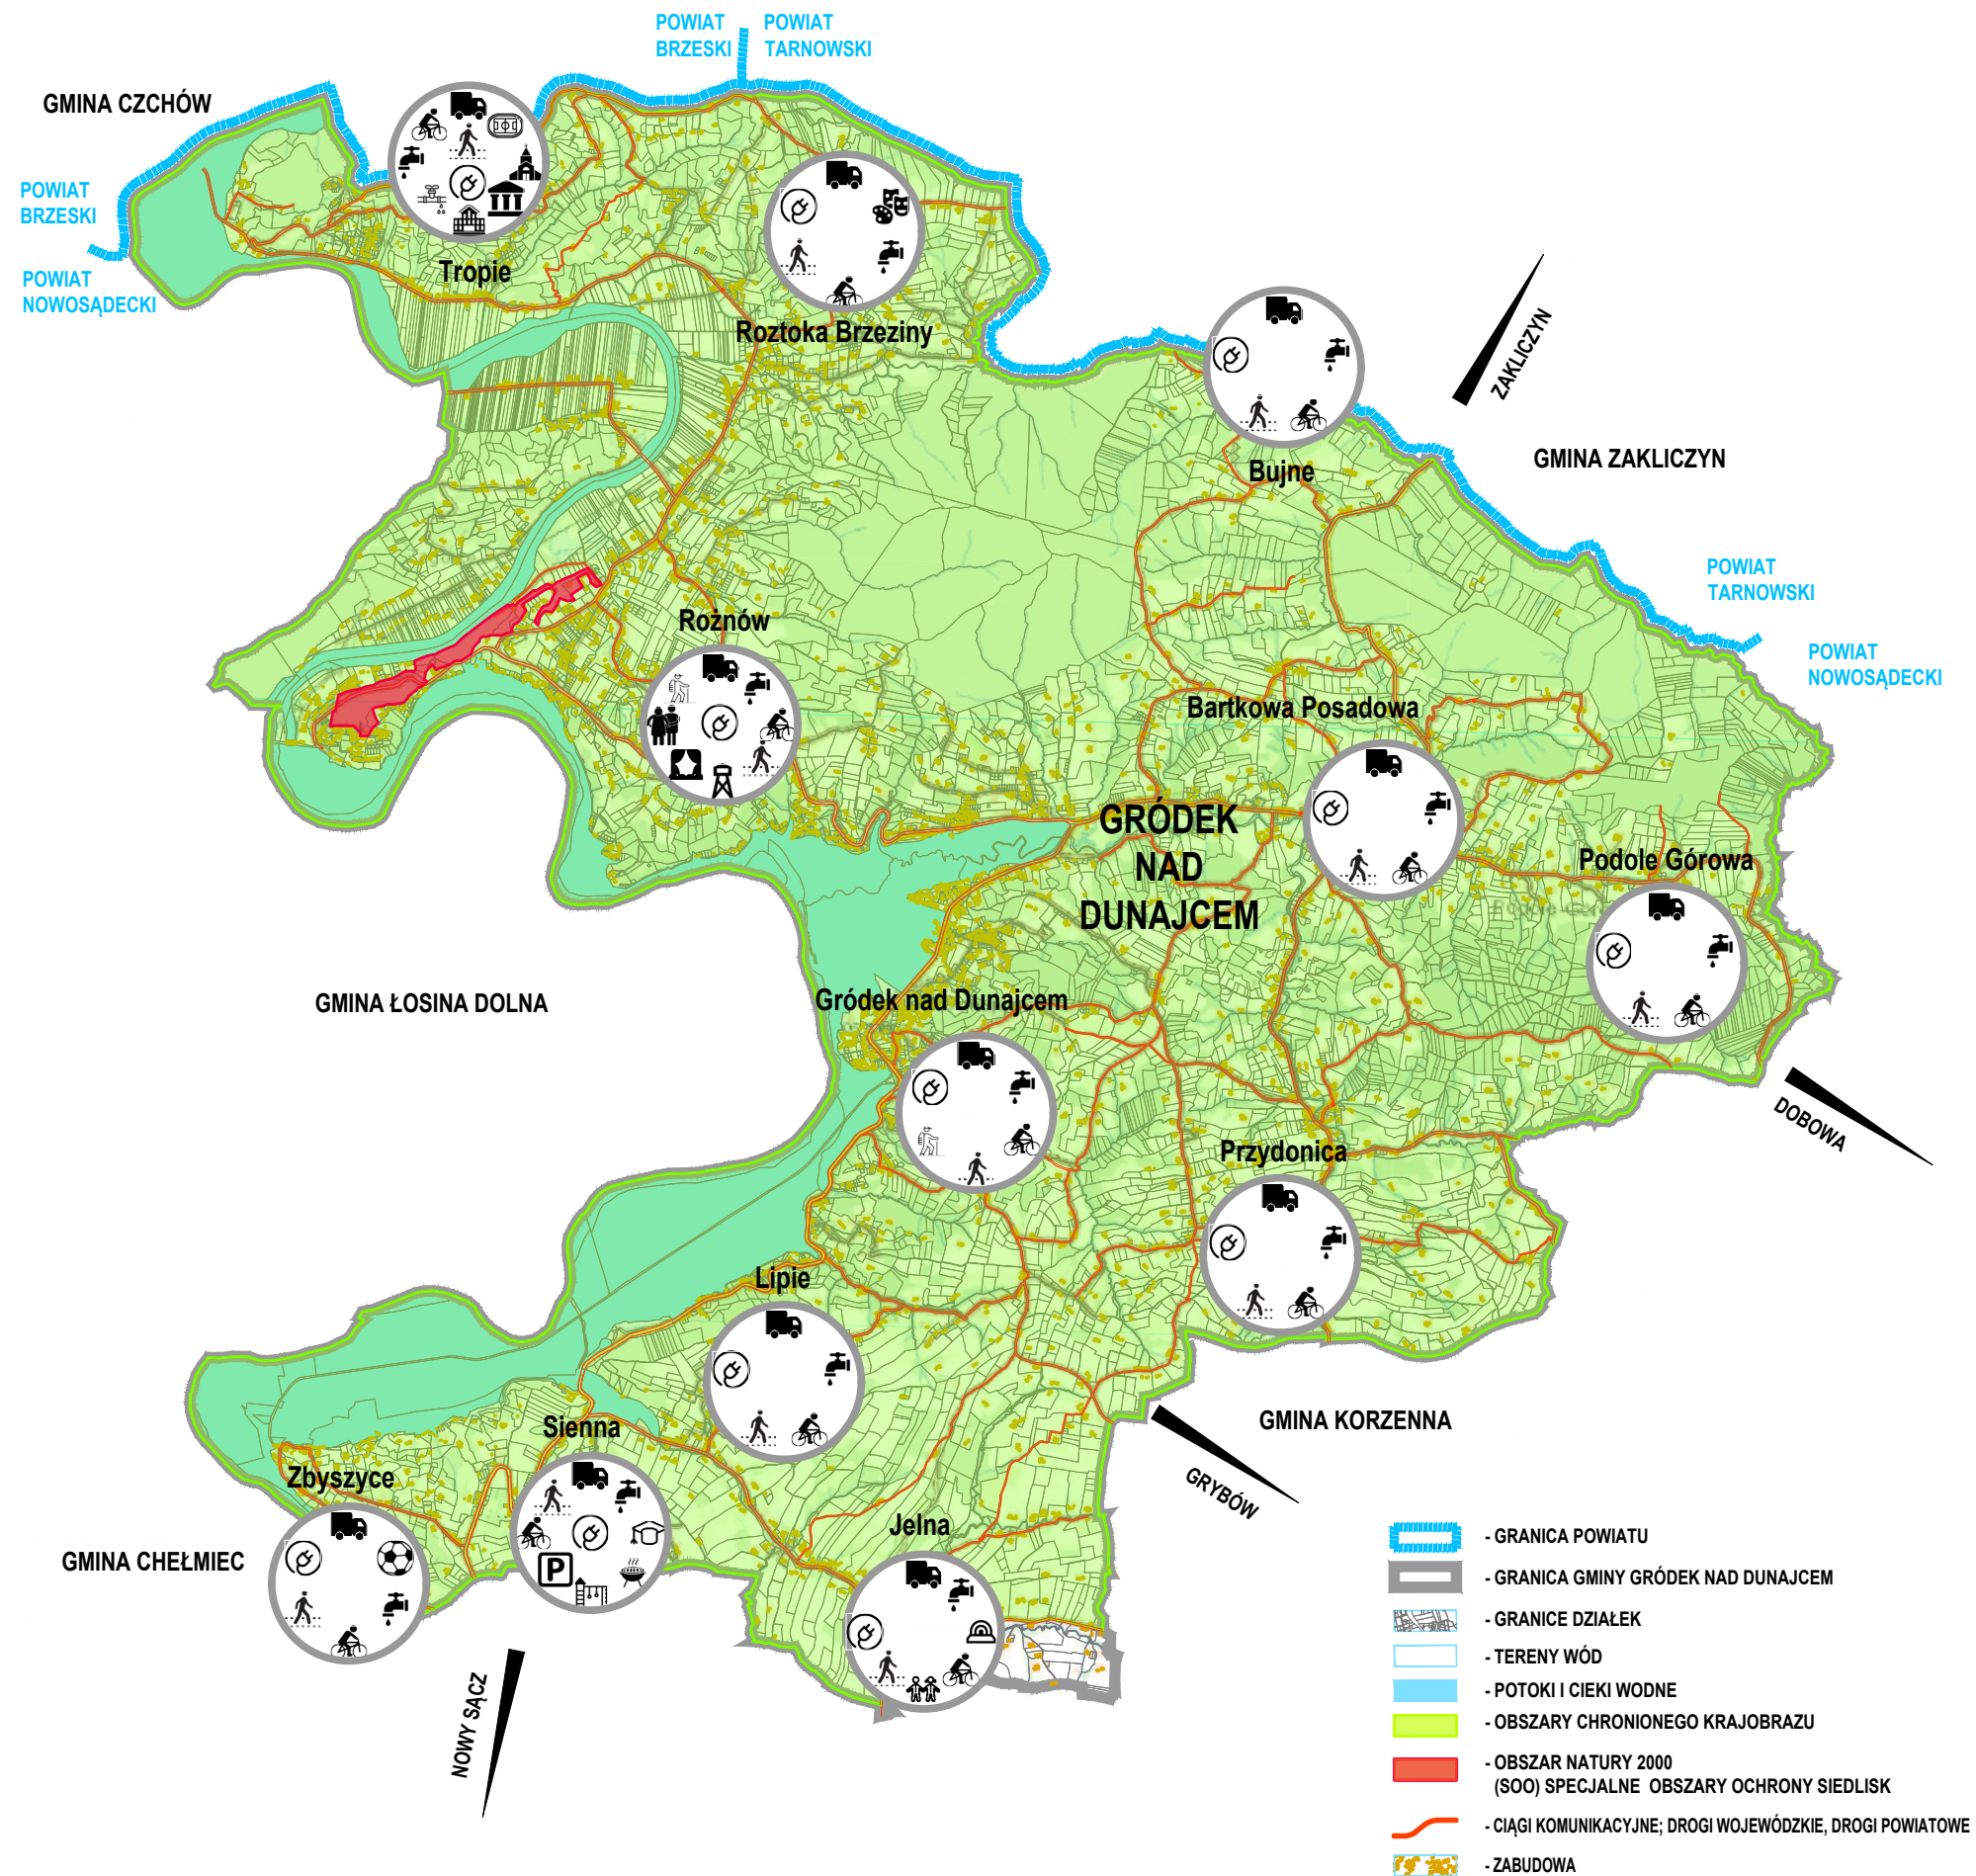 POWIAT
BRZESKI
POWIAT
TARNOWSKI
GMINA CZCHÓW
POWIAT
BRZESKI
POWIAT
NOWOSĄDECKI
Tropie
Roztoka Brzeziny
ZAKLICZYN
Bujne
GMINA ZAKLICZYN
POWIAT
TARNOWSKI
POWIAT
NOWOSĄDECKI
Rożnów
Bartkowa Posadowa
GRÓDEK
NAD
DUNAJCEM
Podole Górowa
GMINA ŁOSINA DOLNA
Gródek nad Dunajcem
DOBOWA
Przydonica
Lipie
GMINA KORZENNA
GRYBÓW
Sienna
Zbyszyce
P
Jelna
GMINA CHEŁMIEC
NOWY SĄCZ
- GRANICA POWIATU
- GRANICA GMINY GRÓDEK NAD DUNAJCEM
- GRANICE DZIAŁEK
- TERENY WÓD
- POTOKI I CIEKI WODNE
- OBSZARY CHRONIONEGO KRAJOBRAZU
- OBSZAR NATURY 2000
(SOO) SPECJALNE OBSZARY OCHRONY SIEDLISK
- CIĄGI KOMUNIKACYJNE; DROGI WOJEWÓDZKIE, DROGI POWIATOWE
- ZABUDOWA